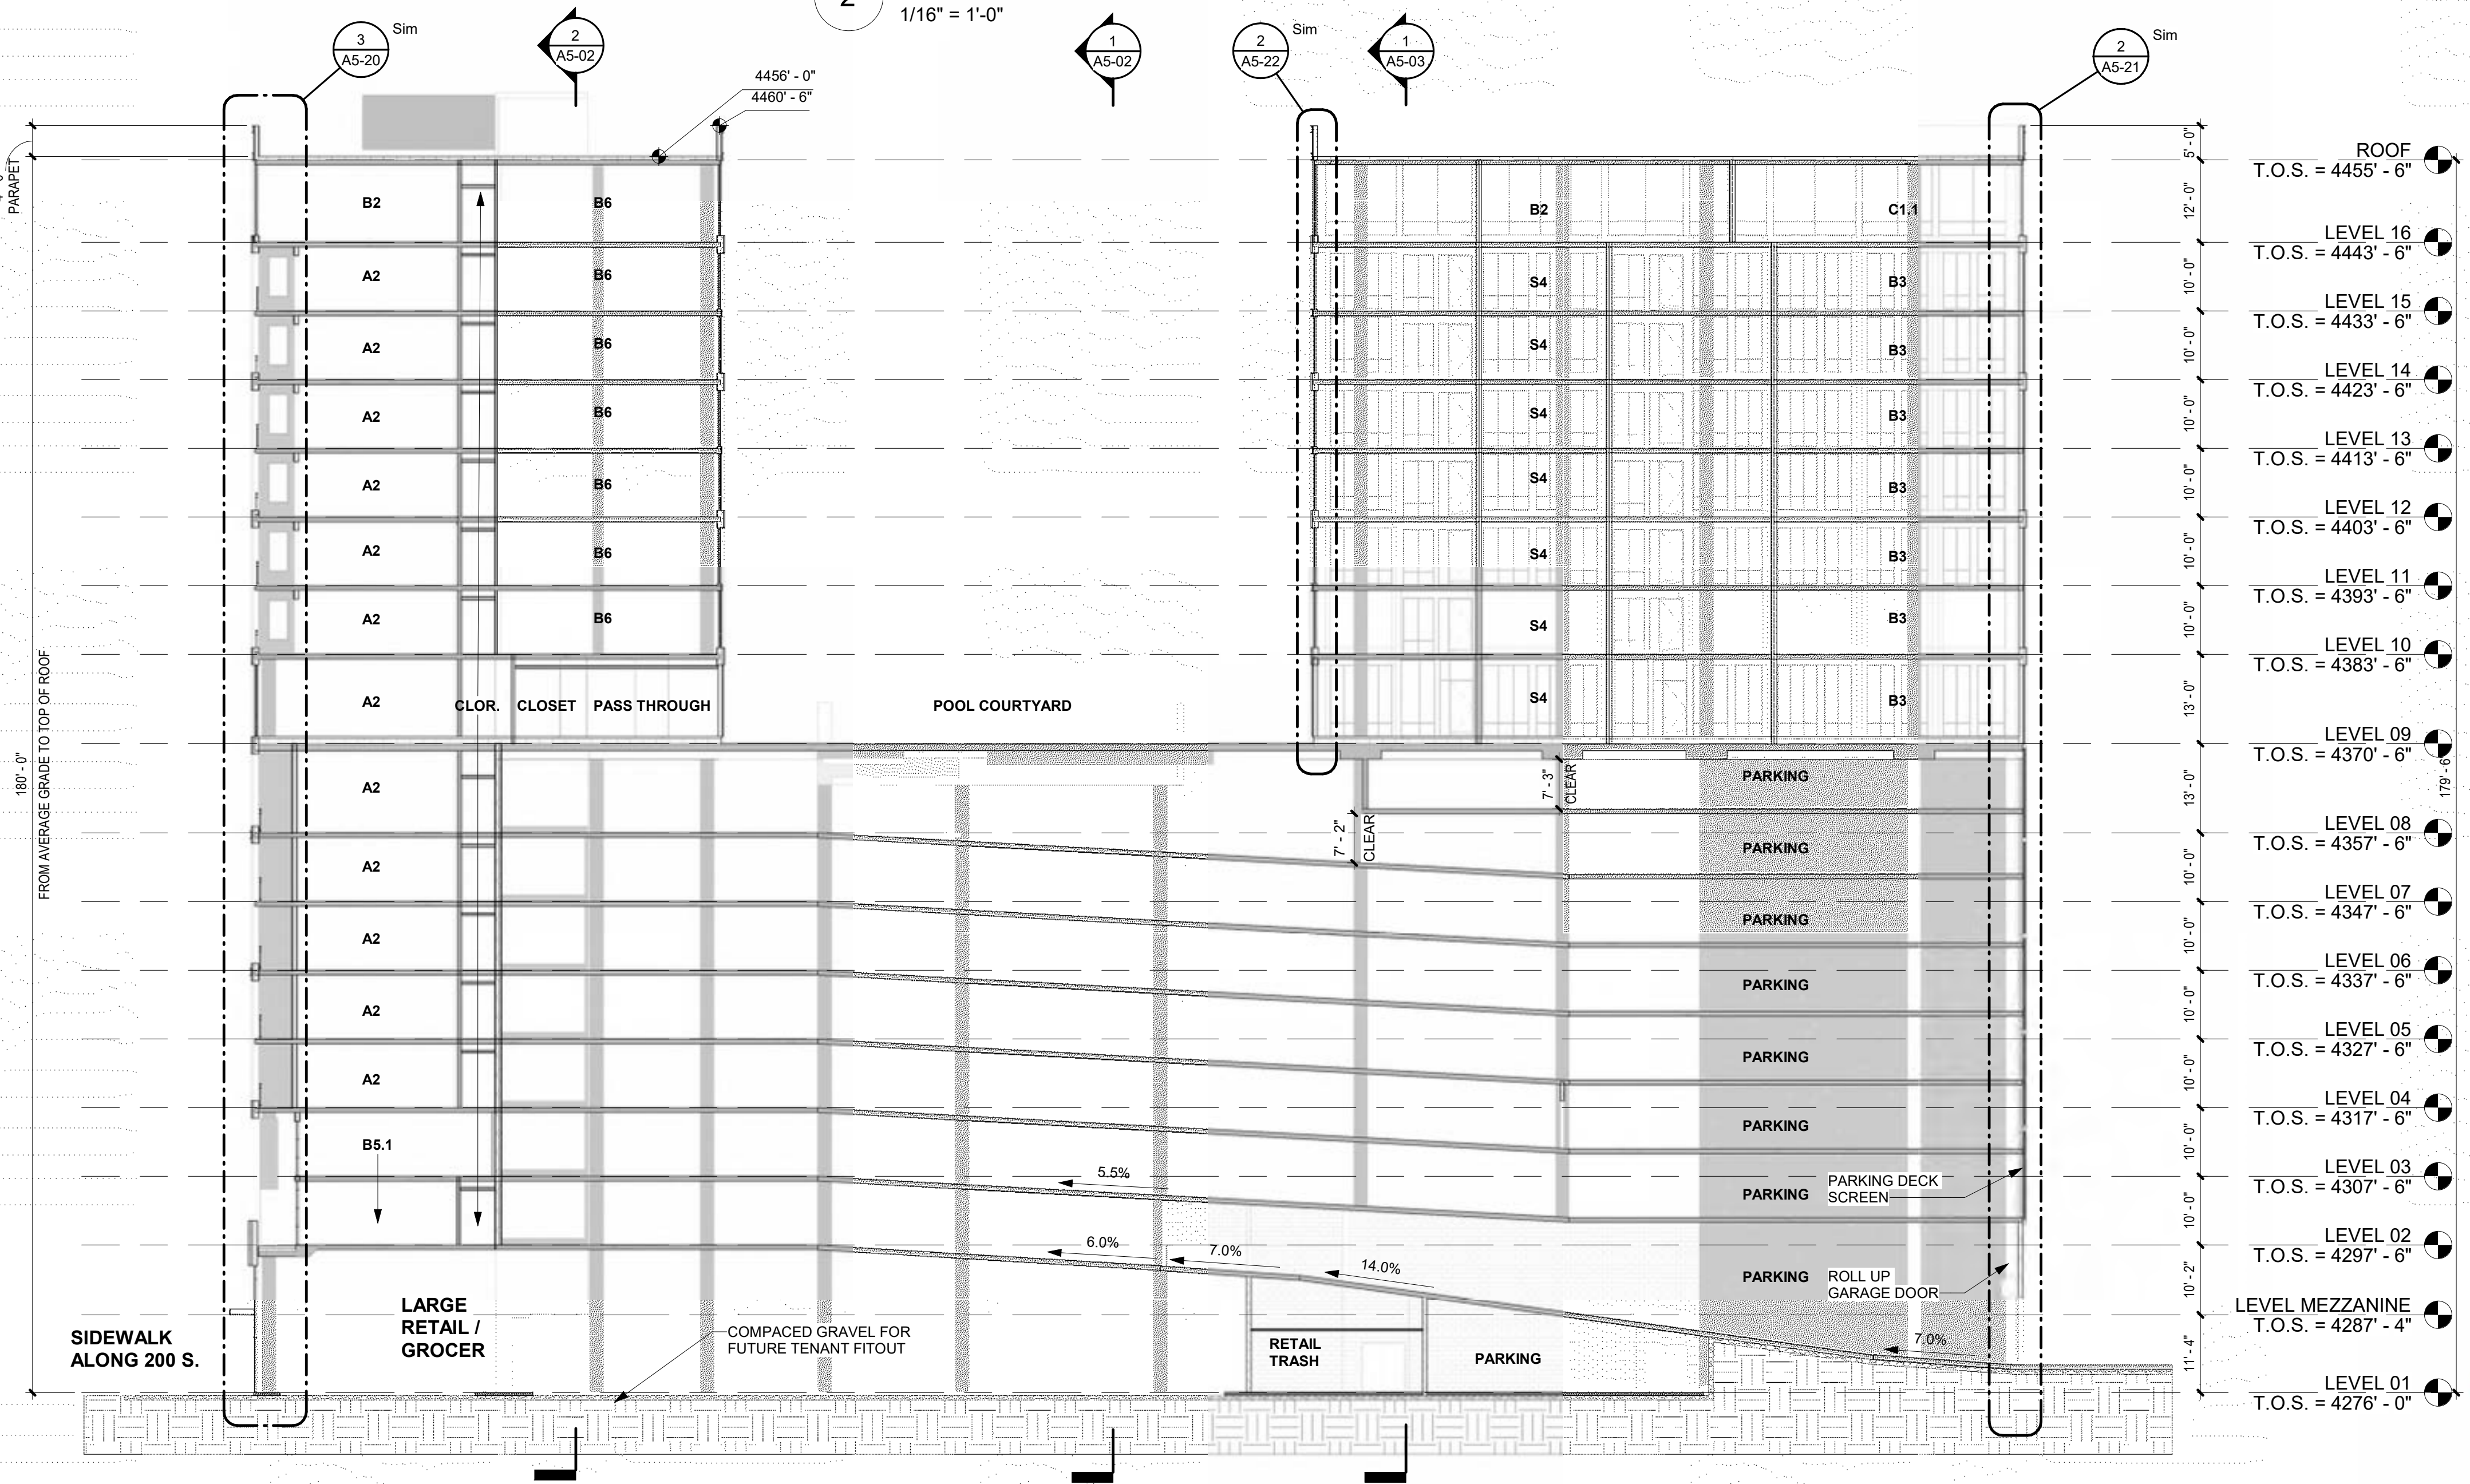 2
1/16" = 1'-0"
3
A5-20
Sim
2
A5-02
1
A5-02
2
A5-22
Sim
1
A5-03
2
A5-21
Sim
4456' - 0"
4460' - 6"
PARAPET
180' - 0"
FROM AVERAGE GRADE TO TOP OF ROOF
B2
B6
B2
C1.1
A2
B6
S4
B3
A2
B6
S4
B3
A2
B6
S4
B3
A2
B6
S4
B3
A2
B6
S4
B3
A2
B6
S4
B3
A2
CLOR.
CLOSET
PASS THROUGH
POOL COURTYARD
S4
B3
A2
7' - 3"
CLEAR
PARKING
7' - 2"
CLEAR
A2
PARKING
A2
PARKING
A2
PARKING
A2
PARKING
B5.1
PARKING
5.5%
PARKING
PARKING DECK
SCREEN
6.0%
7.0%
14.0%
PARKING
ROLL UP
GARAGE DOOR
7.0%
SIDEWALK
ALONG 200 S.
LARGE
RETAIL /
GROCER
COMPACED GRAVEL FOR
FUTURE TENANT FITOUT
RETAIL
TRASH
PARKING
5' - 0"
ROOF
T.O.S. = 4455' - 6"
12' - 0"
LEVEL 16
T.O.S. = 4443' - 6"
10' - 0"
LEVEL 15
T.O.S. = 4433' - 6"
10' - 0"
LEVEL 14
T.O.S. = 4423' - 6"
10' - 0"
LEVEL 13
T.O.S. = 4413' - 6"
10' - 0"
LEVEL 12
T.O.S. = 4403' - 6"
10' - 0"
LEVEL 11
T.O.S. = 4393' - 6"
10' - 0"
LEVEL 10
T.O.S. = 4383' - 6"
13' - 0"
LEVEL 09
T.O.S. = 4370' - 6"
179' - 6"
13' - 0"
LEVEL 08
T.O.S. = 4357' - 6"
10' - 0"
LEVEL 07
T.O.S. = 4347' - 6"
10' - 0"
LEVEL 06
T.O.S. = 4337' - 6"
10' - 0"
LEVEL 05
T.O.S. = 4327' - 6"
10' - 0"
LEVEL 04
T.O.S. = 4317' - 6"
10' - 0"
LEVEL 03
T.O.S. = 4307' - 6"
10' - 0"
LEVEL 02
T.O.S. = 4297' - 6"
10' - 2"
LEVEL MEZZANINE
T.O.S. = 4287' - 4"
11' - 4"
LEVEL 01
T.O.S. = 4276' - 0"